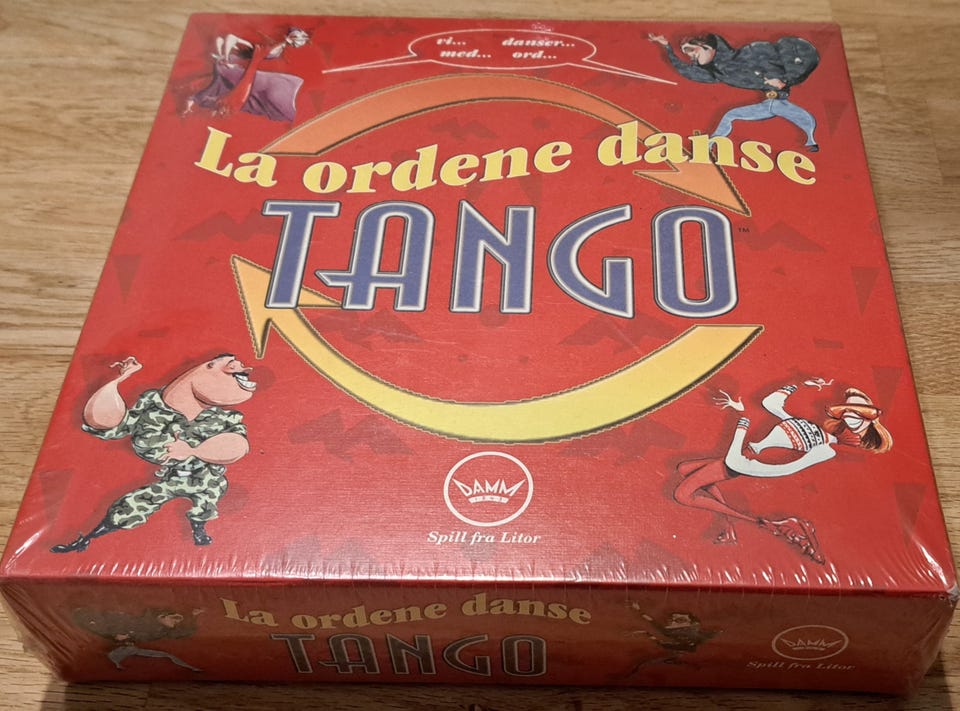 vi... danser...
med... ord...
La ordene danse
TANGO™
DAMM
Spill fra Litor
La ordene danse
TANGO
DAMM
Spill fra Litor